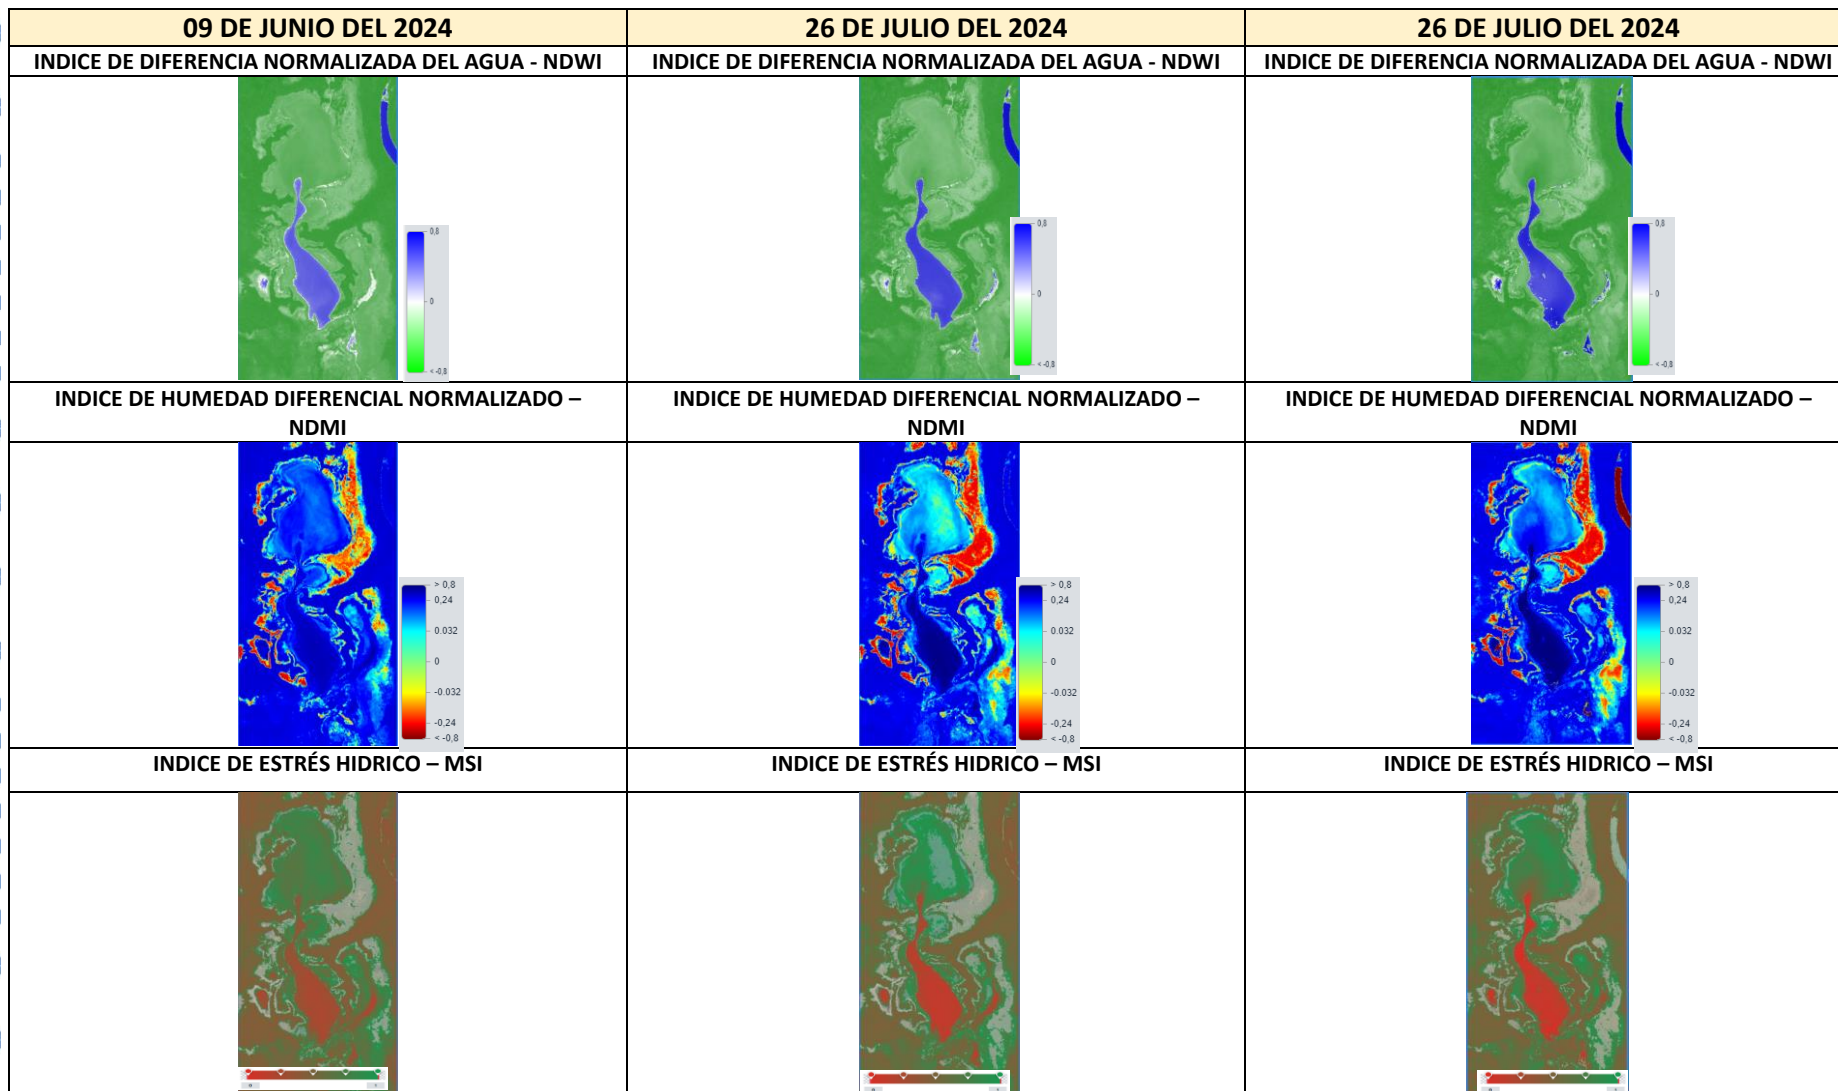 09 DE JUNIO DEL 2024
26 DE JULIO DEL 2024
26 DE JULIO DEL 2024
INDICE DE DIFERENCIA NORMALIZADA DEL AGUA - NDWI
INDICE DE DIFERENCIA NORMALIZADA DEL AGUA - NDWI
INDICE DE DIFERENCIA NORMALIZADA DEL AGUA - NDWI
0,8
0
< -0,8
0,8
0
< -0,8
0,8
0
< -0,8
INDICE DE HUMEDAD DIFERENCIAL NORMALIZADO –
NDMI
INDICE DE HUMEDAD DIFERENCIAL NORMALIZADO –
NDMI
INDICE DE HUMEDAD DIFERENCIAL NORMALIZADO –
NDMI
> 0,8
0,24
0.032
0
-0.032
-0,24
< -0,8
> 0,8
0,24
0.032
0
-0.032
-0,24
< -0,8
> 0,8
0,24
0.032
0
-0.032
-0,24
< -0,8
INDICE DE ESTRÉS HIDRICO – MSI
INDICE DE ESTRÉS HIDRICO – MSI
INDICE DE ESTRÉS HIDRICO – MSI